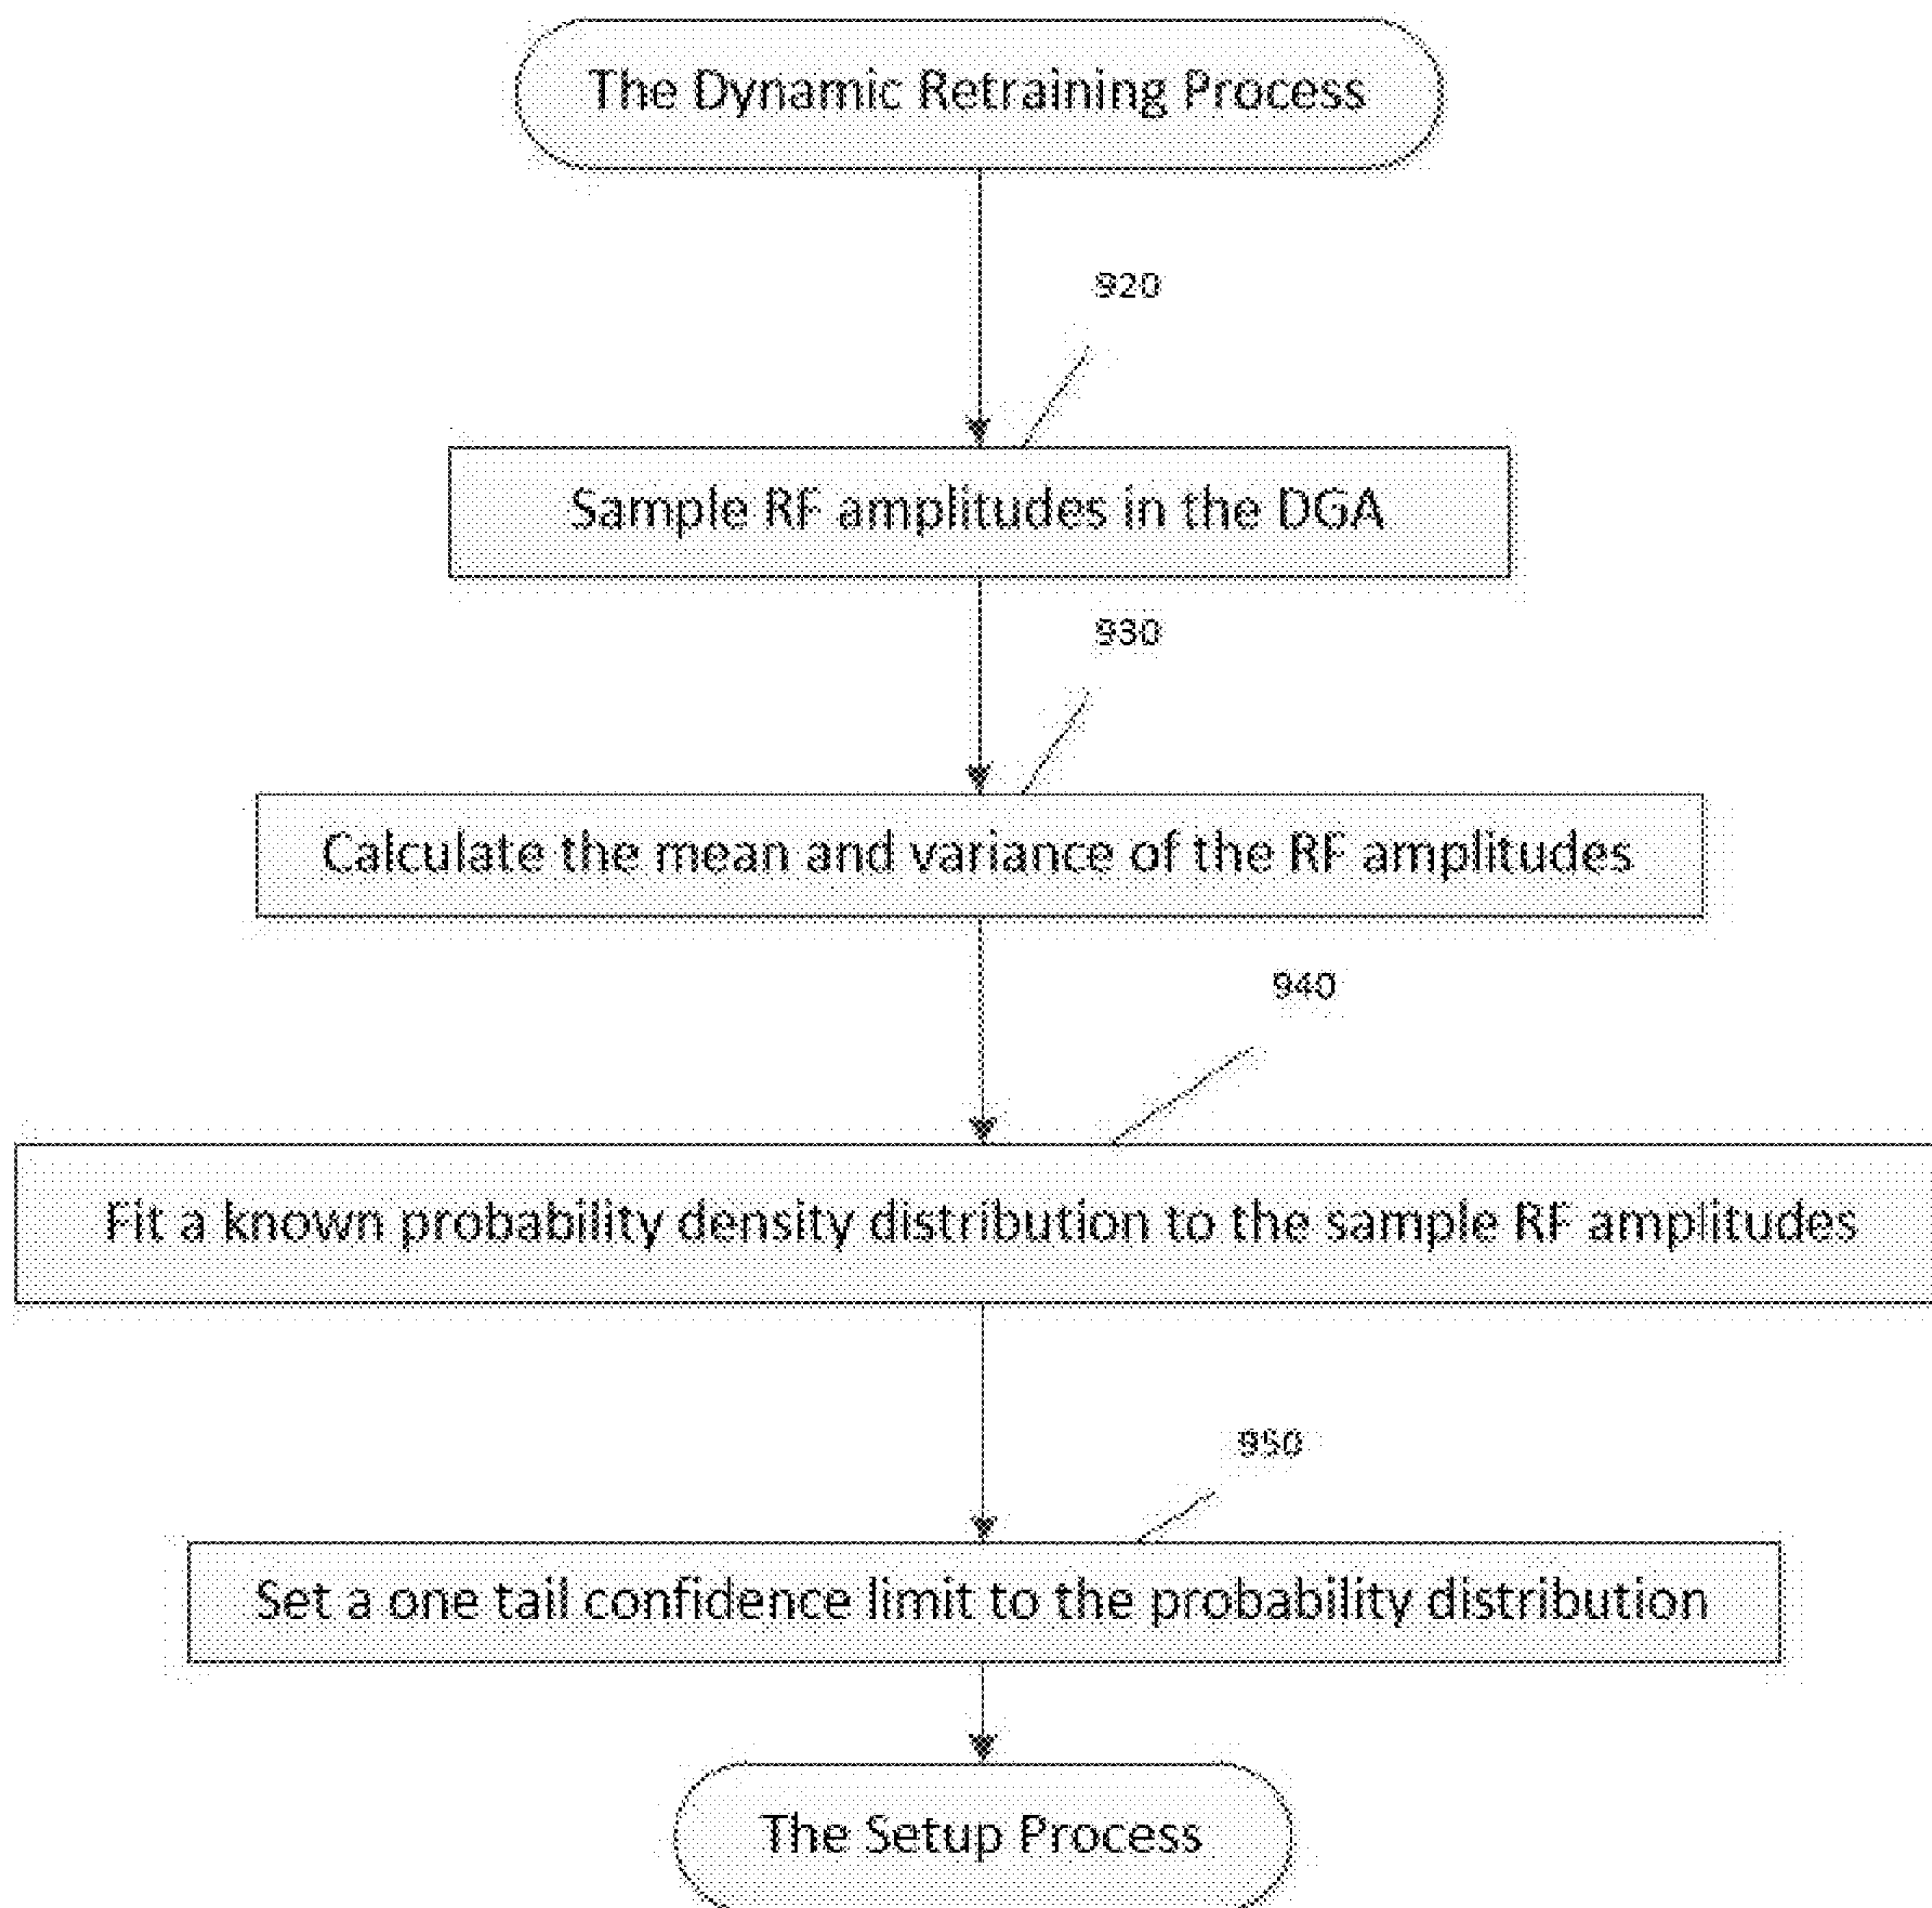 The Dynamic Retraining Process
920
Sample RF amplitudes in the DGA
930
Calculate the mean and variance of the RF amplitudes
940
Fit a known probability density distribution to the sample RF amplitudes
950
Set a one tail confidence limit to the probability distribution
The Setup Process